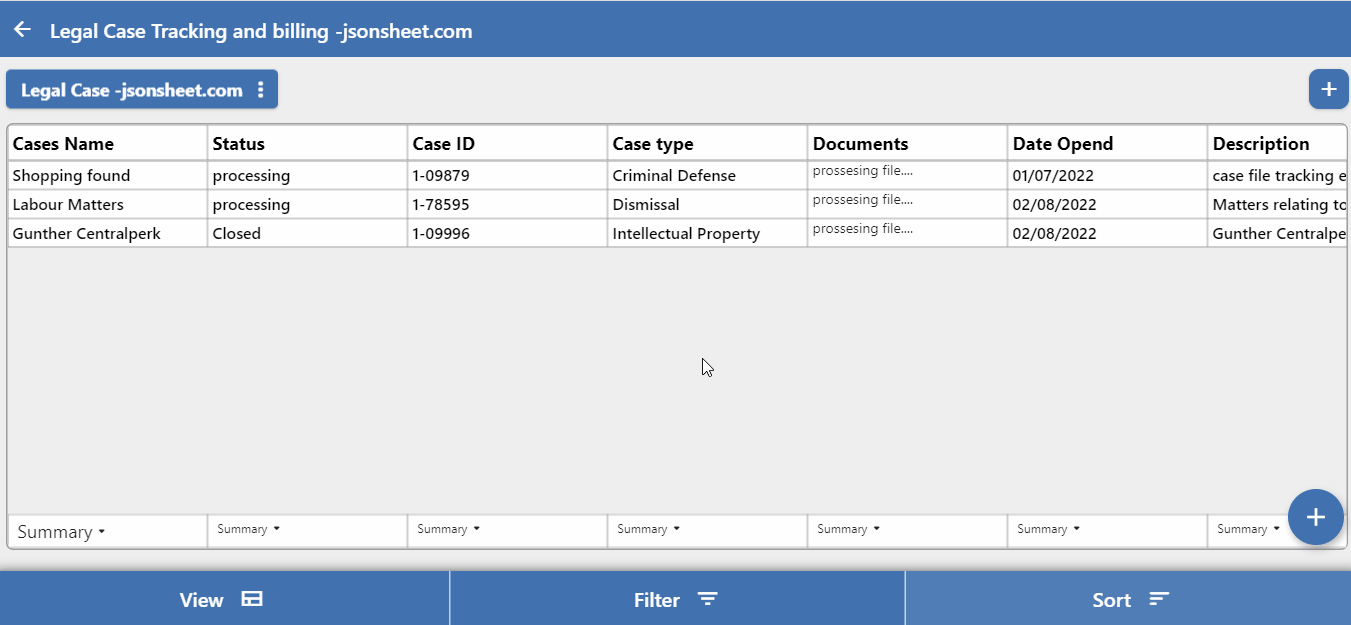 Legal Case Tracking and billing -jsonsheet.com
Legal Case -jsonsheet.com
Cases Name Status Case ID Case type Documents Date Opend Description
Shopping found processing 1-09879 Criminal Defense prossesing file.... 01/07/2022 case file tracking e
Labour Matters processing 1-78595 Dismissal prossesing file.... 02/08/2022 Matters relating to
Gunther Centralperk Closed 1-09996 Intellectual Property prossesing file.... 02/08/2022 Gunther Centralpe
Summary Summary Summary Summary Summary Summary Summary
View Filter Sort